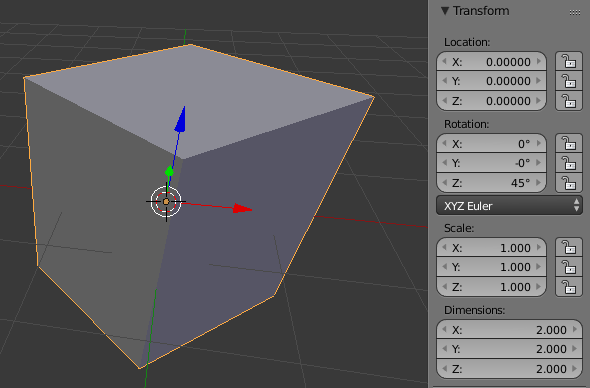 Transform
Location:
X: 0.00000
Y: 0.00000
Z: 0.00000
Rotation:
X: 0°
Y: -0°
Z: 45°
XYZ Euler
Scale:
X: 1.000
Y: 1.000
Z: 1.000
Dimensions:
X: 2.000
Y: 2.000
Z: 2.000